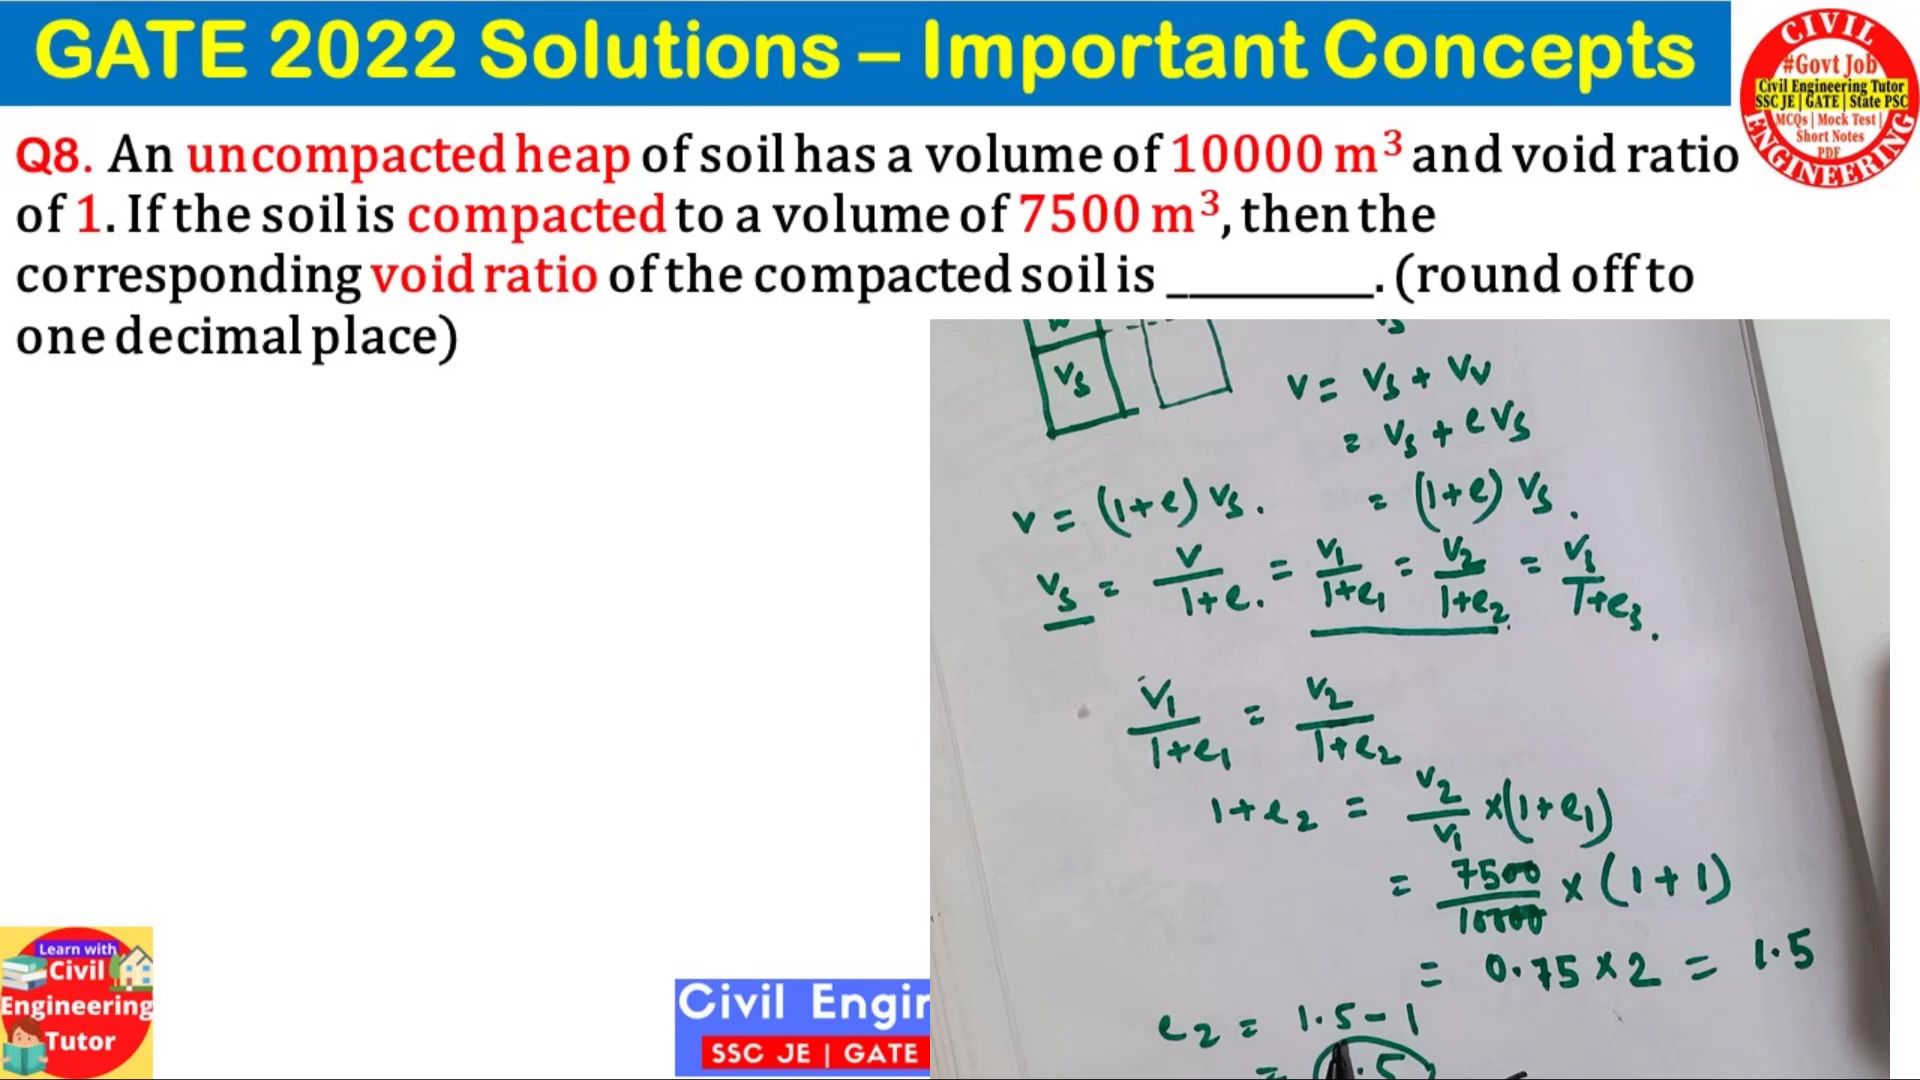 GATE 2022 Solutions – Important Concepts
CIVIL
#Govt Job
Civil Engineering Tutor
SSC JE | GATE | State PSC
MCQs | Mock Test |
Short Notes
PDF
ENGINEERING
Q8. An uncompacted heap of soil has a volume of 10000 m³ and void ratio
of 1. If the soil is compacted to a volume of 7500 m³, then the
corresponding void ratio of the compacted soil is _________. (round off to
one decimal place)
Vs
V = Vs + Vv
= Vs + eVs
= (1+e) Vs.
V = (1+e) Vs.
Vs = V/1+e. = V1/1+e1 = V2/1+e2 = V3/1+e3.
V1/1+e1 = V2/1+e2
1+e2 = V2/V1 × (1+e1)
= 7500/10000 × (1+1)
= 0.75 × 2 = 1.5
e2 = 1.5 - 1
= .5
Learn with
Civil
Engineering
Tutor
Civil Engin
SSC JE | GATE